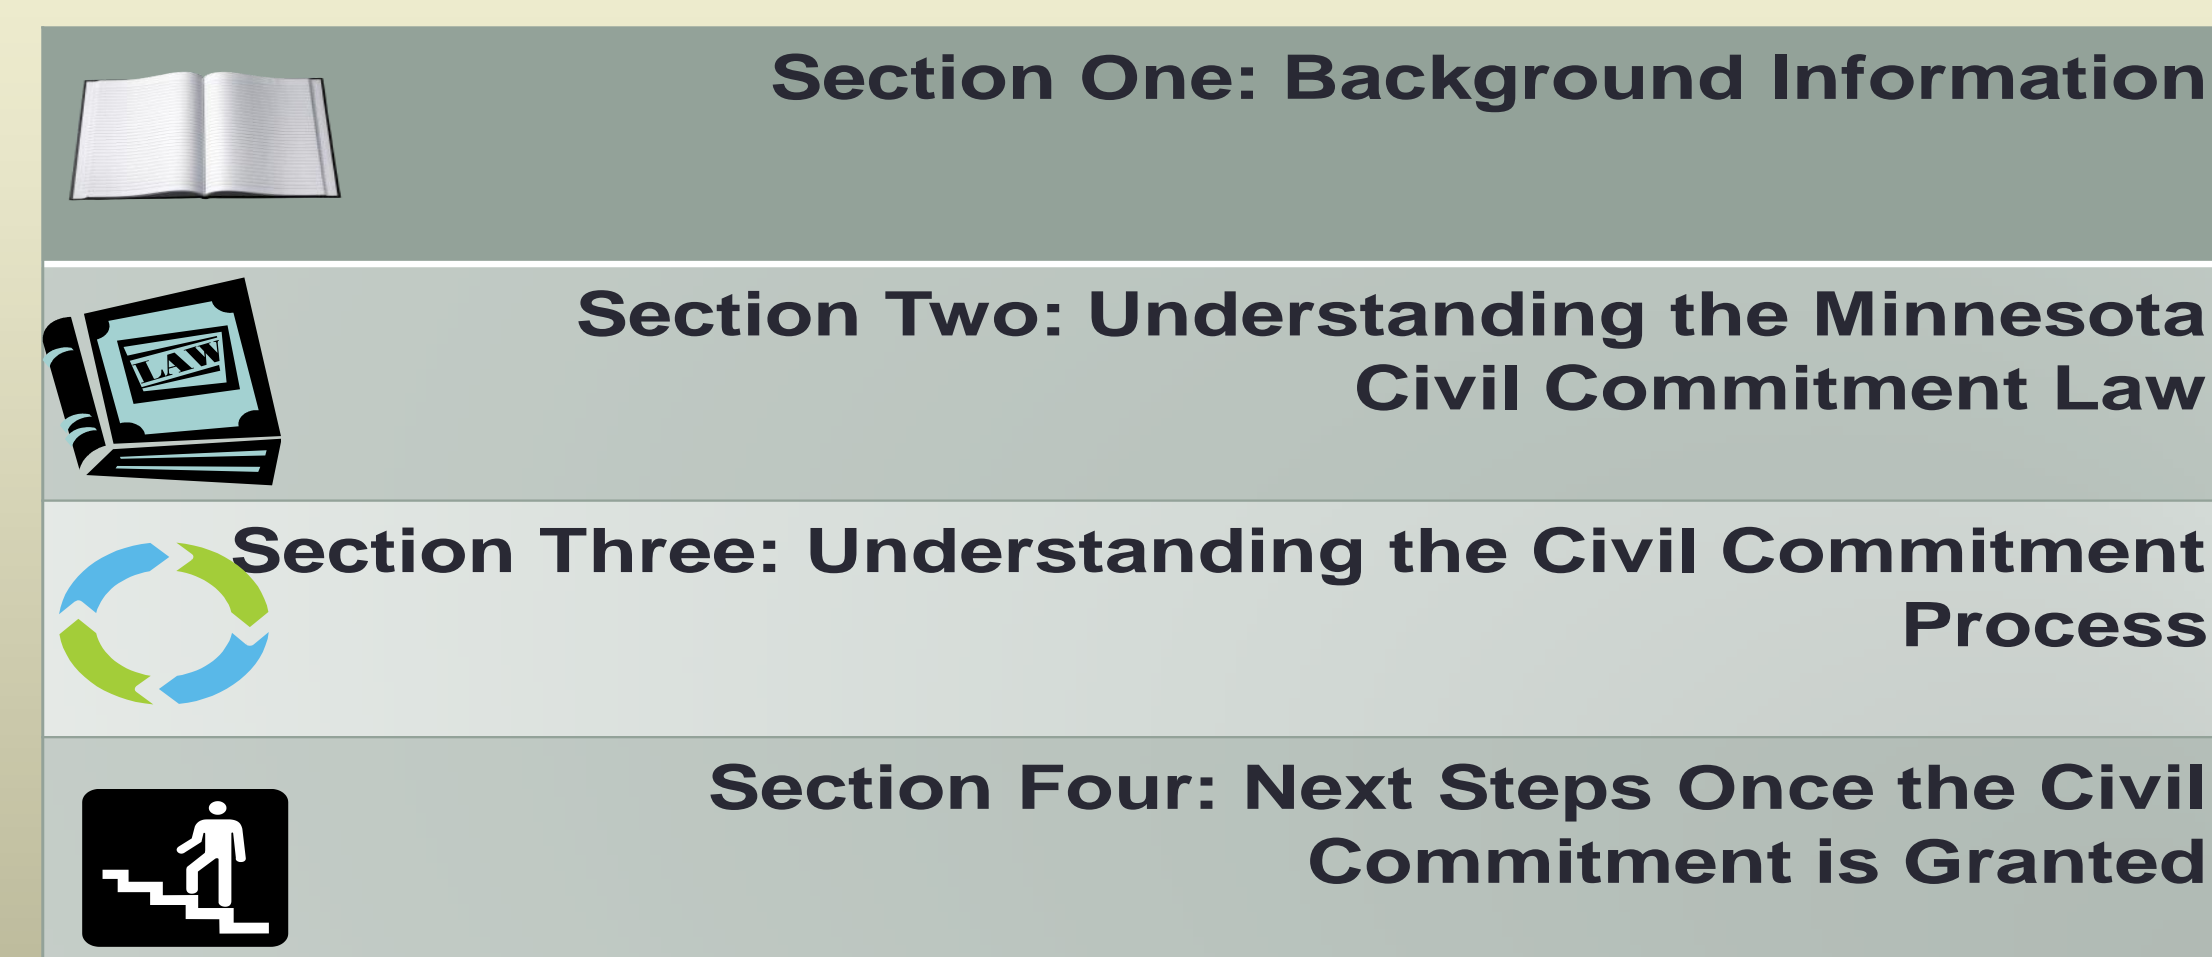 Section One: Background Information
LAW
Section Two: Understanding the Minnesota
Civil Commitment Law
Section Three: Understanding the Civil Commitment
Process
Section Four: Next Steps Once the Civil
Commitment is Granted